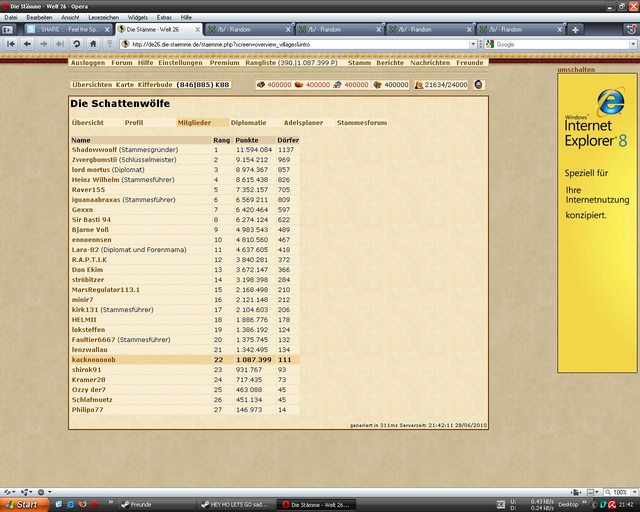 Die Stämme - Welt 26 - Opera
Datei Bearbeiten Ansicht Lesezeichen Widgets Extras Hilfe
:: SHARE :: - Feel the Sp... Die Stämme - Welt 26... /b/ - Random /b/ - Random /b/ - Random /b/ - Random
http://de26.die-staemme.de/staemme.php?screen=overview_villages&intro Google
Ausloggen Forum Hilfe Einstellungen Premium Rangliste (390.|1.087.399 P) Stamm Berichte Nachrichten Freunde
umschalten
Übersichten Karte Kifferbude (846|885) K88 400000 400000 400000 400000 21634/24000
Die Schattenwölfe
Übersicht Profil Mitglieder Diplomatie Adelsplaner Stammesforum
Name Rang Punkte Dörfer
Shadowwoolf (Stammesgründer) 1 11.594.084 1137
Zwergbumstii (Schlüsselmeister) 2 9.154.212 969
lord mortus (Diplomat) 3 8.974.367 857
Heinz Wilhelm (Stammesführer) 4 8.615.438 826
Raver155 5 7.352.157 705
iguanaabraxas (Stammesführer) 6 6.569.211 809
Gexxn 7 6.420.464 597
Sir Basti 94 8 6.274.124 622
Bjarne Voß 9 4.983.543 489
ennoennsen 10 4.810.560 467
Lara-82 (Diplomat und Forenmama) 11 4.637.605 418
R.A.P.T.I.K 12 3.840.281 372
Don Ekim 13 3.672.147 366
ströbitzer 14 3.198.398 284
MarsRegulator113.1 15 2.168.498 210
minir7 16 2.121.148 212
kirk131 (Stammesführer) 17 2.104.603 206
HELMII 18 1.886.776 178
loksteffen 19 1.386.192 124
Faultier6667 (Stammesführer) 20 1.375.745 132
lenzwallau 21 1.342.495 134
kacknooooob 22 1.087.399 111
shirok91 23 931.767 93
Kramer28 24 717.435 73
Ozzy der7 25 463.088 45
Schlafmuetz 26 451.134 45
Philipo77 27 146.973 14
generiert in 311ms Serverzeit: 21:42:11 28/06/2010
Windows
Internet
Explorer 8
Speziell für
Ihre
Internetnutzung
konzipiert.
100%
Start Freunde HEY HO LETS GO sad... Die Stämme - Welt 26... U: 0.43 kB/s D: 0.24 kB/s Desktop 21:42